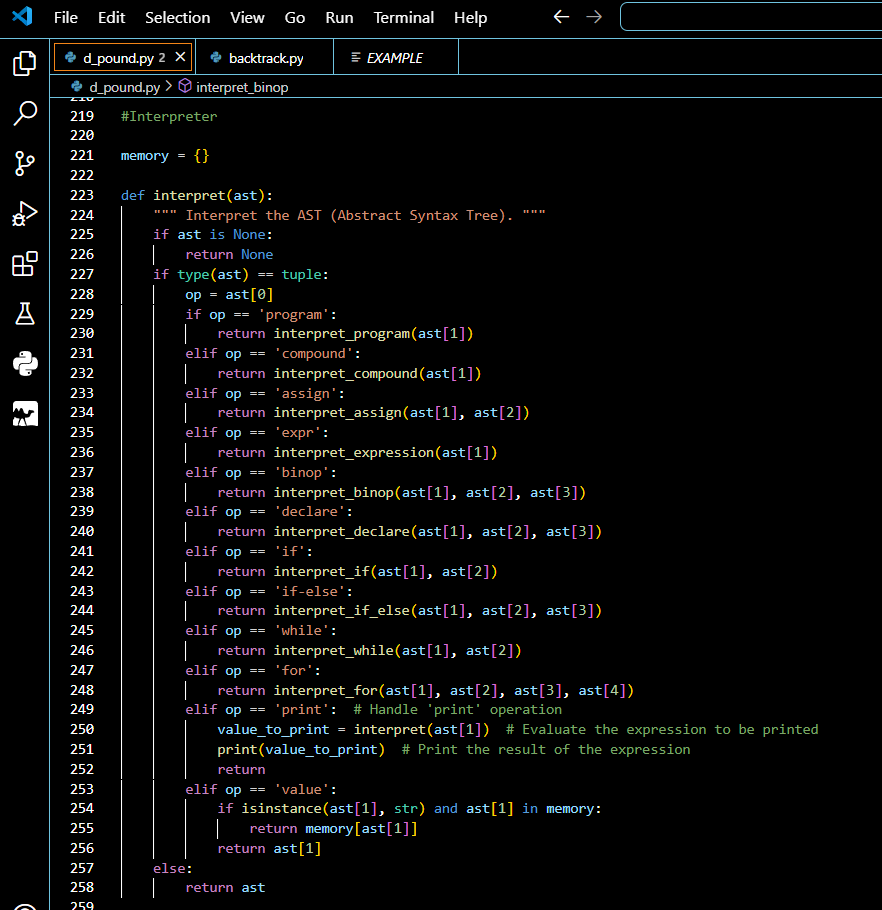 File Edit Selection View Go Run Terminal Help
d_pound.py 2 backtrack.py EXAMPLE
d_pound.py > interpret_binop
218
219 #Interpreter
220
221 memory = {}
222
223 def interpret(ast):
224     """ Interpret the AST (Abstract Syntax Tree). """
225     if ast is None:
226         return None
227     if type(ast) == tuple:
228         op = ast[0]
229         if op == 'program':
230             return interpret_program(ast[1])
231         elif op == 'compound':
232             return interpret_compound(ast[1])
233         elif op == 'assign':
234             return interpret_assign(ast[1], ast[2])
235         elif op == 'expr':
236             return interpret_expression(ast[1])
237         elif op == 'binop':
238             return interpret_binop(ast[1], ast[2], ast[3])
239         elif op == 'declare':
240             return interpret_declare(ast[1], ast[2], ast[3])
241         elif op == 'if':
242             return interpret_if(ast[1], ast[2])
243         elif op == 'if-else':
244             return interpret_if_else(ast[1], ast[2], ast[3])
245         elif op == 'while':
246             return interpret_while(ast[1], ast[2])
247         elif op == 'for':
248             return interpret_for(ast[1], ast[2], ast[3], ast[4])
249         elif op == 'print':  # Handle 'print' operation
250             value_to_print = interpret(ast[1])  # Evaluate the expression to be printed
251             print(value_to_print)  # Print the result of the expression
252             return
253         elif op == 'value':
254             if isinstance(ast[1], str) and ast[1] in memory:
255                 return memory[ast[1]]
256             return ast[1]
257     else:
258         return ast
259